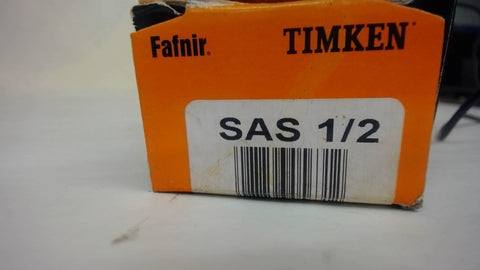 Fafnir. TIMKEN
SAS 1/2